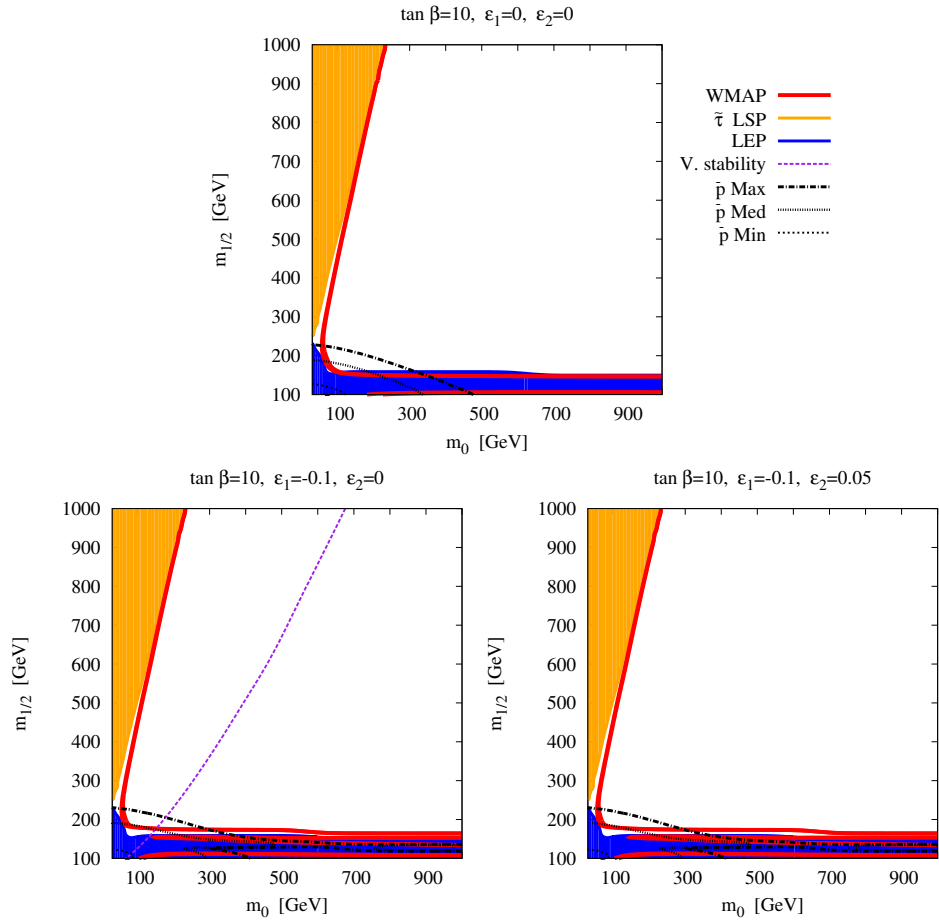 tan β=10, ε1=0, ε2=0
1000
900
800
700
600
500
400
300
200
100
m1/2 [GeV]
100 300 500 700 900
m0 [GeV]
WMAP
τ̃ LSP
LEP
V. stability
p̄ Max
p̄ Med
p̄ Min
tan β=10, ε1=-0.1, ε2=0
1000
900
800
700
600
500
400
300
200
100
m1/2 [GeV]
100 300 500 700 900
m0 [GeV]
tan β=10, ε1=-0.1, ε2=0.05
1000
900
800
700
600
500
400
300
200
100
m1/2 [GeV]
100 300 500 700 900
m0 [GeV]